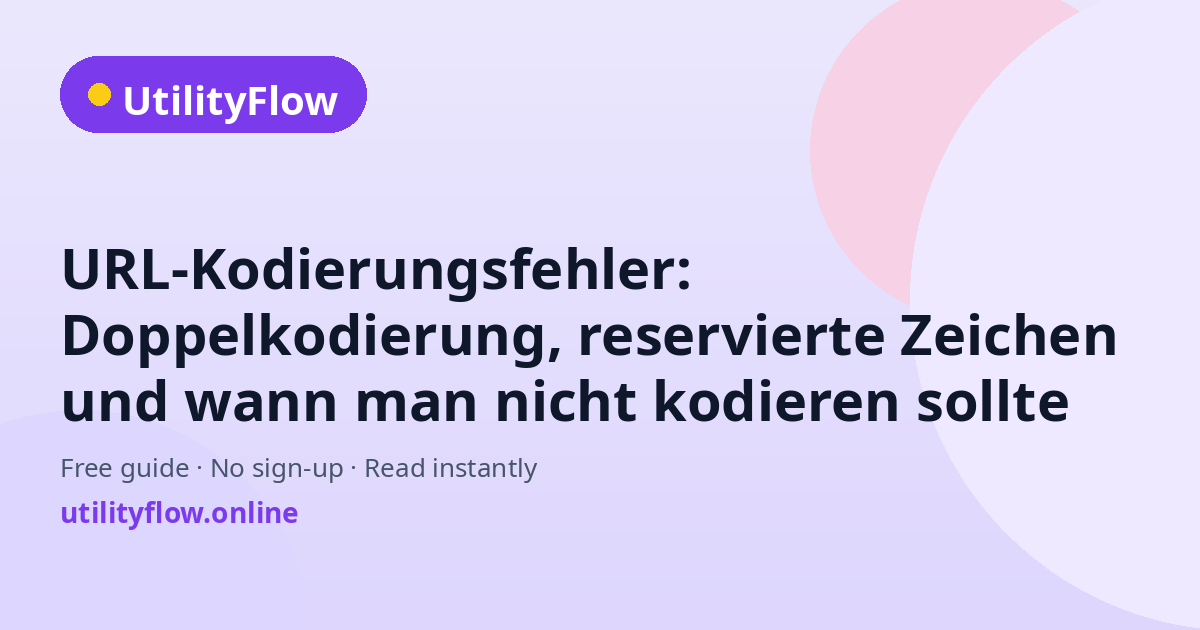 UtilityFlow
URL-Kodierungsfehler:
Doppelkodierung, reservierte Zeichen
und wann man nicht kodieren sollte
Free guide · No sign-up · Read instantly
utilityflow.online